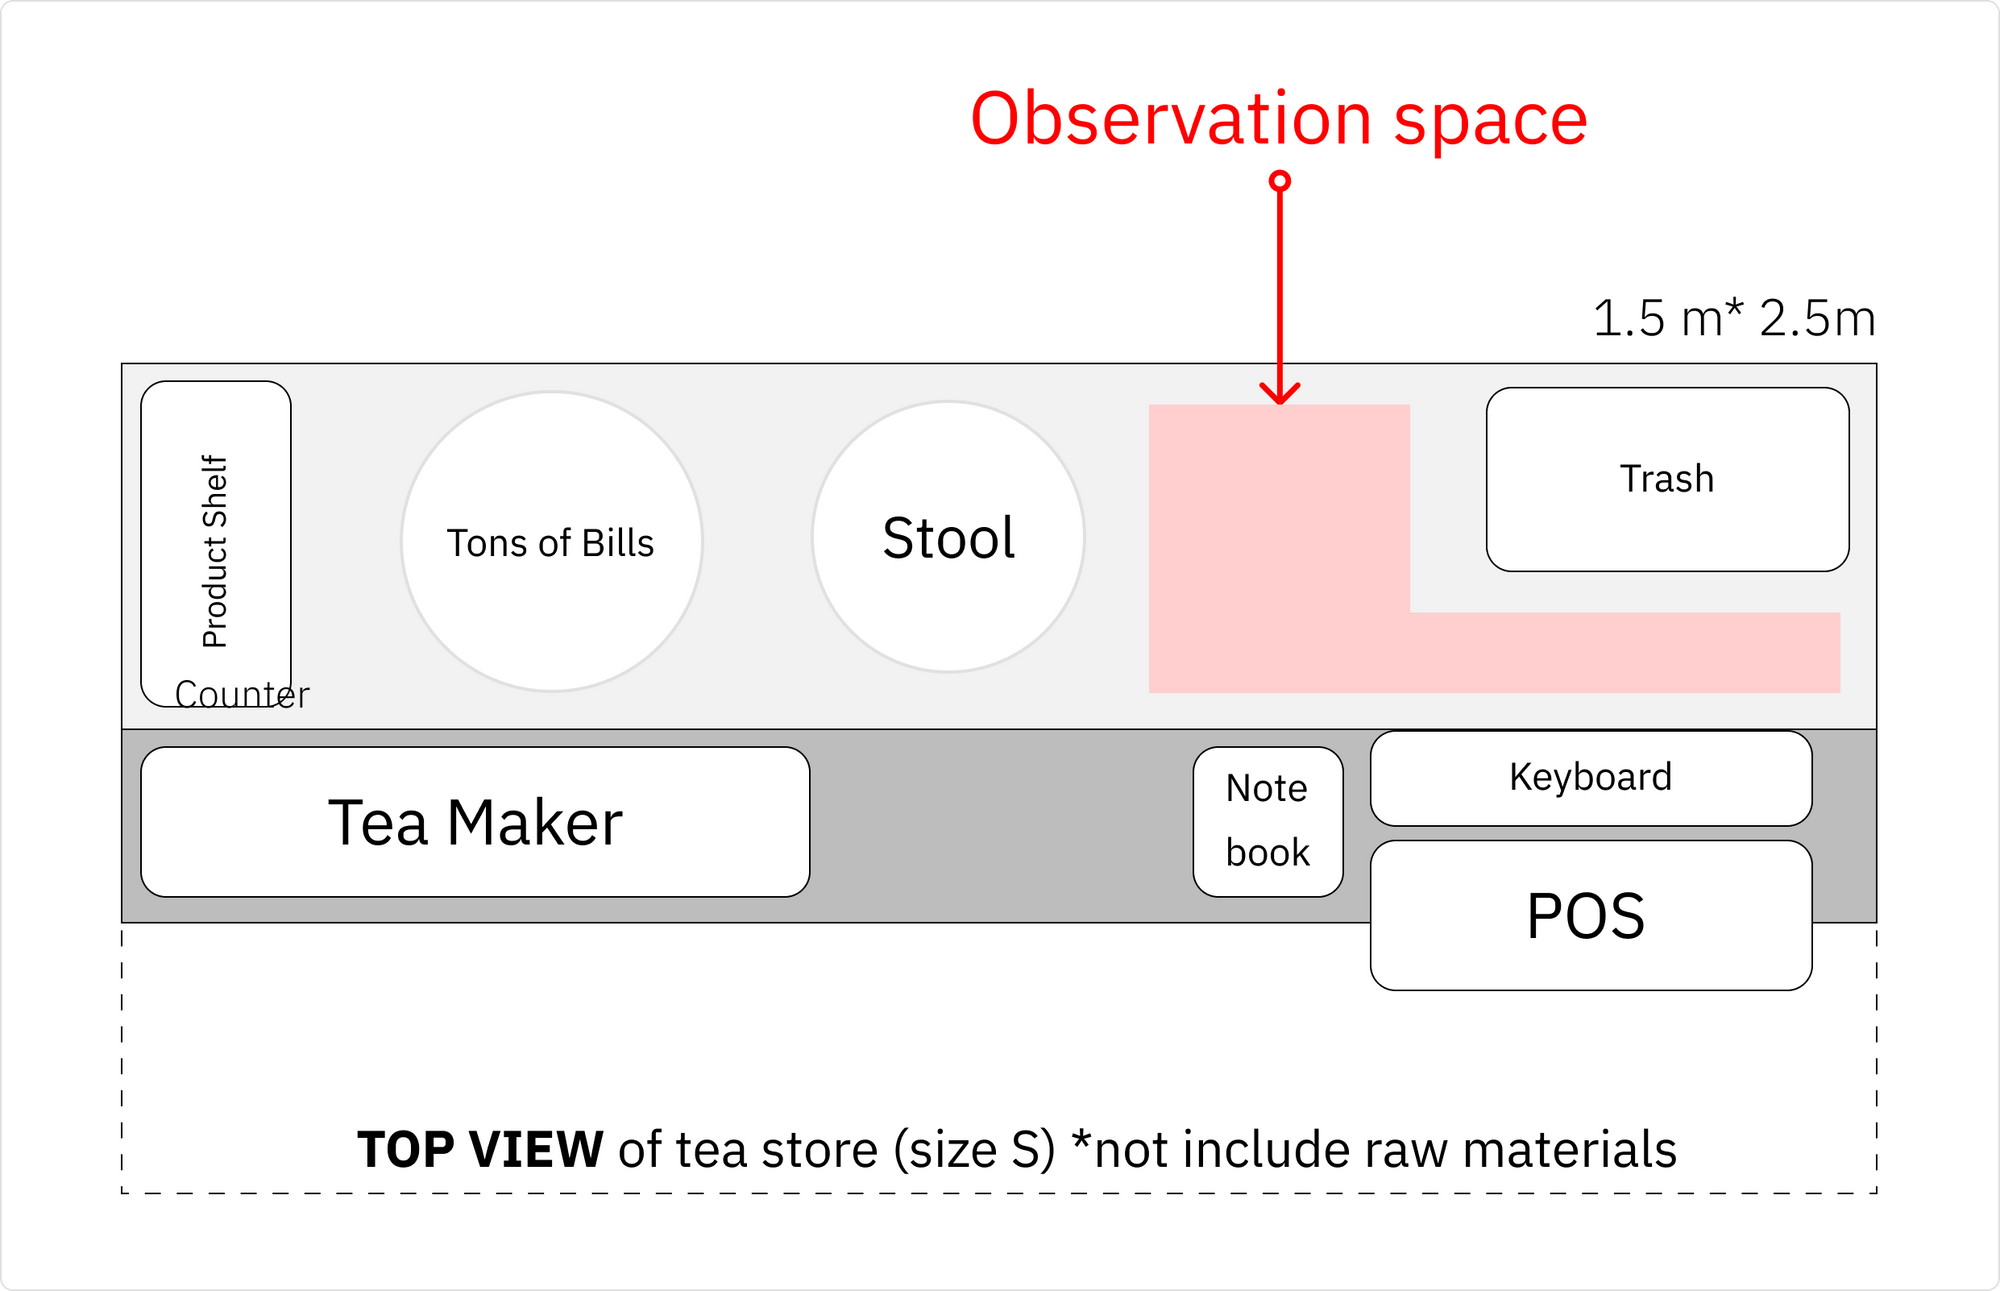 Observation space
1.5 m* 2.5m
Product Shelf
Tons of Bills
Stool
Trash
Counter
Tea Maker
Note
book
Keyboard
POS
TOP VIEW of tea store (size S) *not include raw materials